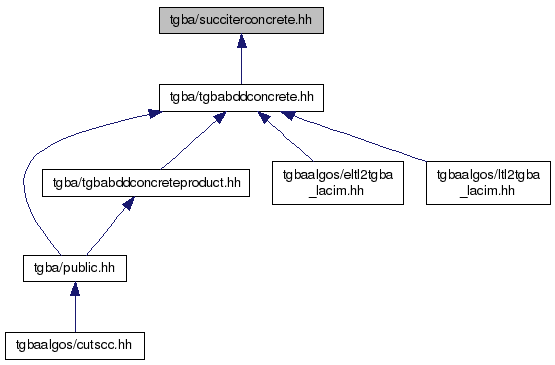 tgba/succiterconcrete.hh
tgba/tgbabddconcrete.hh
tgba/tgbabddconcreteproduct.hh
tgbaalgos/eltl2tgba
_lacim.hh
tgbaalgos/ltl2tgba
_lacim.hh
tgba/public.hh
tgbaalgos/cutscc.hh